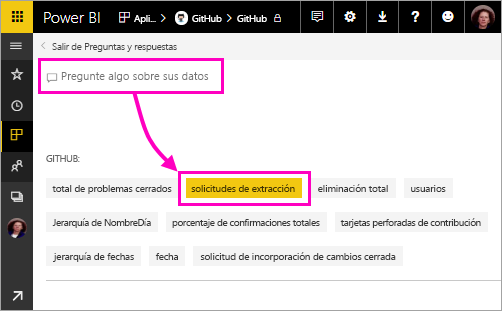 Power BI Apli... > GitHub > GitHub
Salir de Preguntas y respuestas
Pregunte algo sobre sus datos
GITHUB:
total de problemas cerrados solicitudes de extracción eliminación total usuarios
Jerarquía de NombreDía porcentaje de confirmaciones totales tarjetas perforadas de contribución
jerarquía de fechas fecha solicitud de incorporación de cambios cerrada